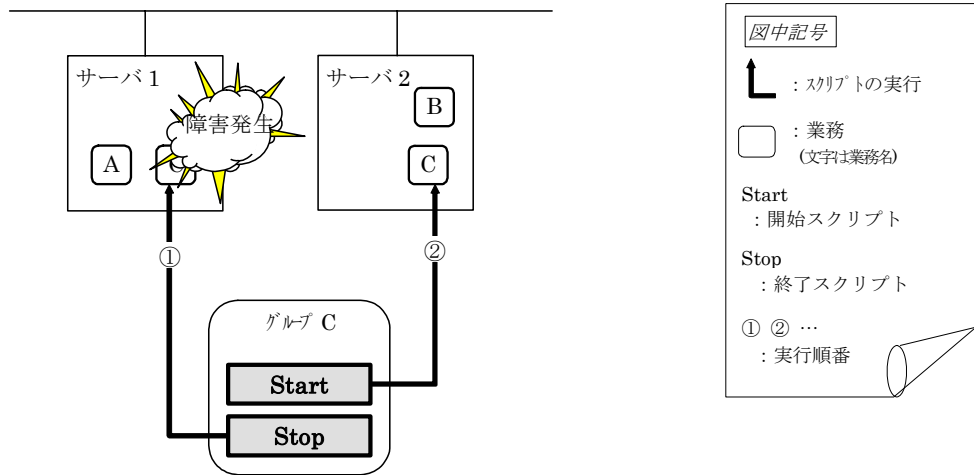 サーバ1
サーバ2
障害発生
B
A
C
①
②
グループ C
Start
Stop
図中記号
：スクリプトの実行
：業務
(文字は業務名)
Start
：開始スクリプト
Stop
：終了スクリプト
① ② …
：実行順番